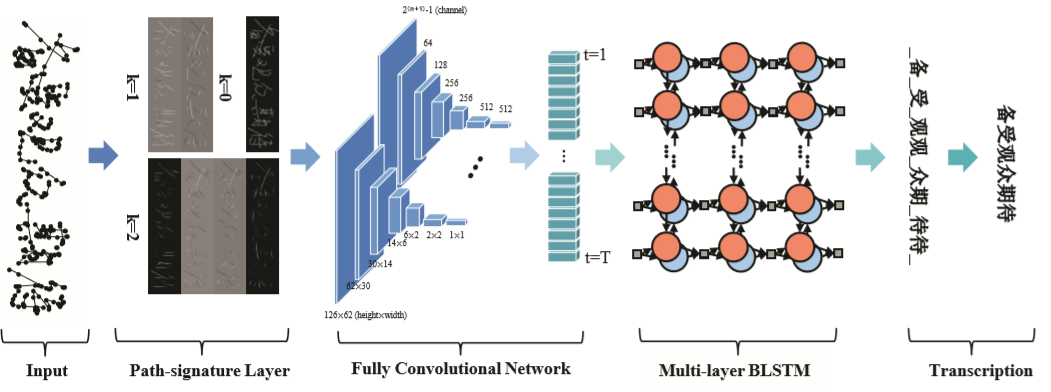 2^(m+1)-1 (channel)
64
128
256
256
512
512
k=1
k=0
k=2
126×62 (height×width)
62×30
30×14
14×6
6×2
2×2
1×1
t=1
...
t=T
_备_受_观观_众期_待待_
备受观众期待
Input
Path-signature Layer
Fully Convolutional Network
Multi-layer BLSTM
Transcription